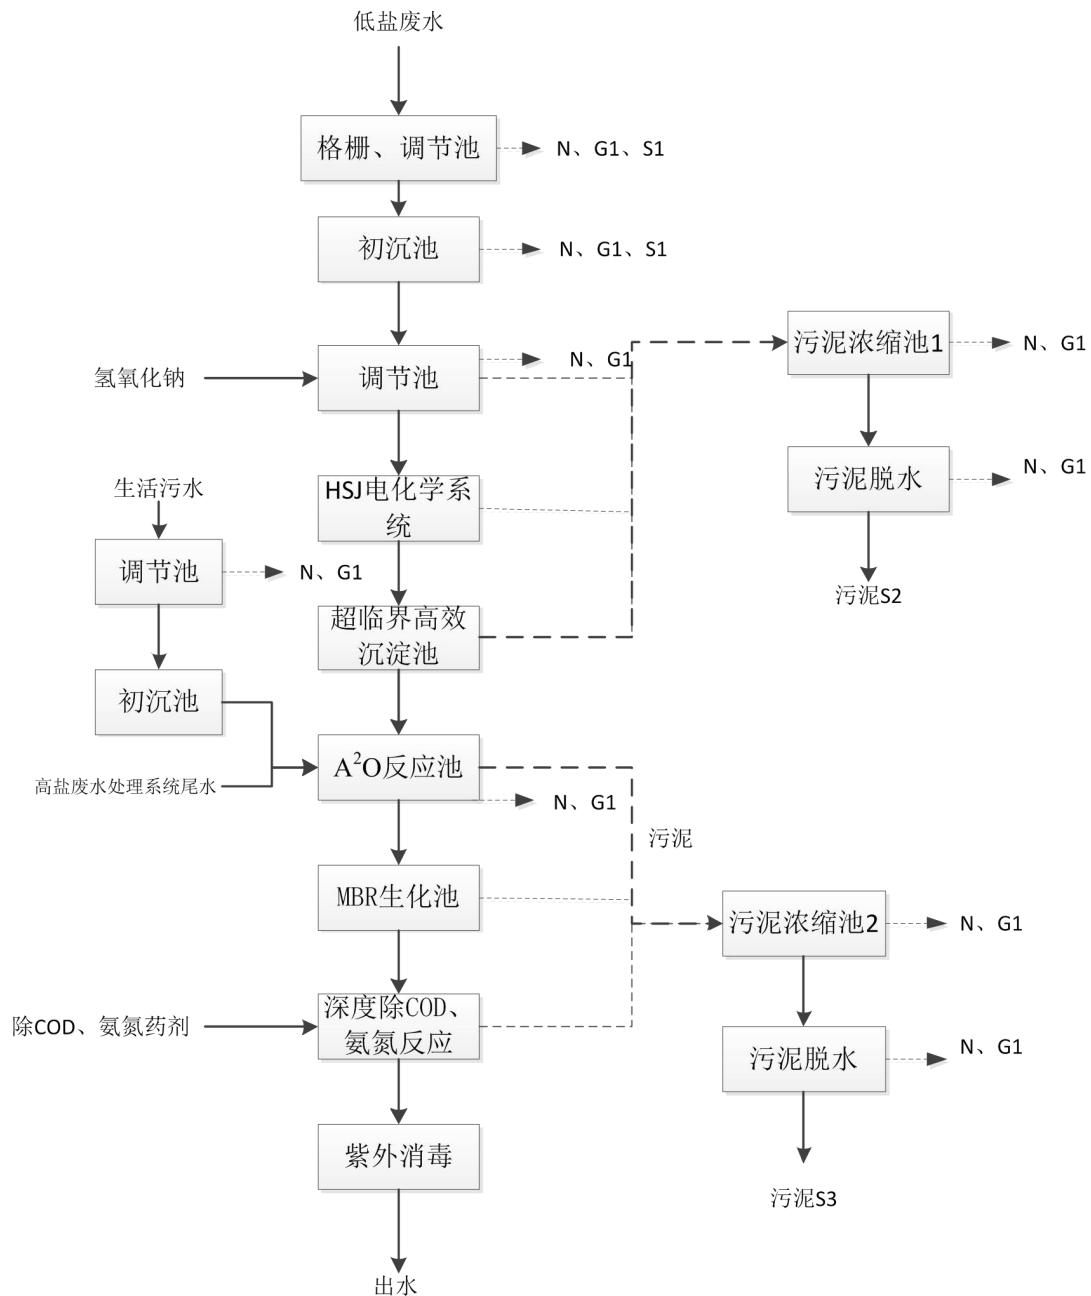 低盐废水
格栅、调节池
N、G1、S1
初沉池
N、G1、S1
调节池
N、G1
氢氧化钠
污泥浓缩池1
N、G1
污泥脱水
N、G1
污泥S2
HSJ电化学系
统
生活污水
调节池
N、G1
初沉池
超临界高效
沉淀池
高盐废水处理系统尾水
A²O反应池
N、G1
污泥
MBR生化池
污泥浓缩池2
N、G1
除COD、氨氮药剂
深度除COD、
氨氮反应
污泥脱水
N、G1
紫外消毒
污泥S3
出水